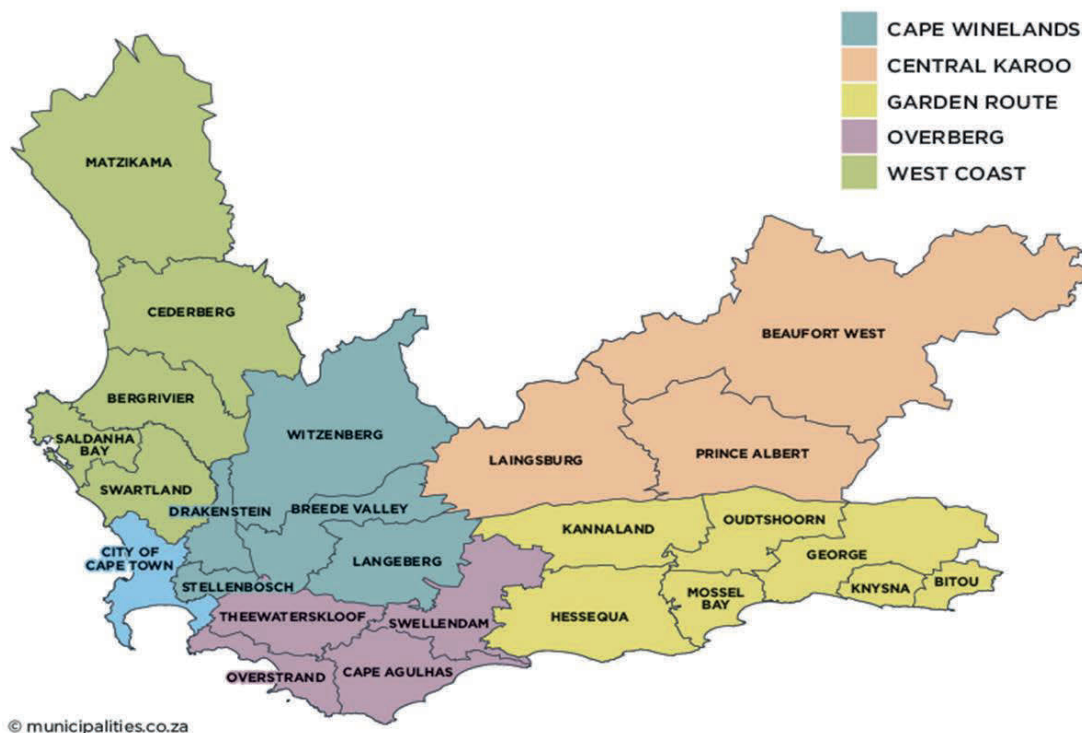 CAPE WINELANDS
CENTRAL KAROO
GARDEN ROUTE
OVERBERG
WEST COAST
MATZIKAMA
CEDERBERG
BEAUFORT WEST
BERGRIVIER
WITZENBERG
SALDANHA
BAY
LAINGSBURG
PRINCE ALBERT
SWARTLAND
DRAKENSTEIN
BREEDE VALLEY
KANNALAND
OUDTSHOORN
CITY OF
CAPE TOWN
LANGEBERG
GEORGE
STELLENBOSCH
MOSSEL
BAY
KNYSNA
BITOU
THEEWATERSKLOOF
SWELLENDAM
HESSEQUA
OVERSTRAND
CAPE AGULHAS
© municipalities.co.za